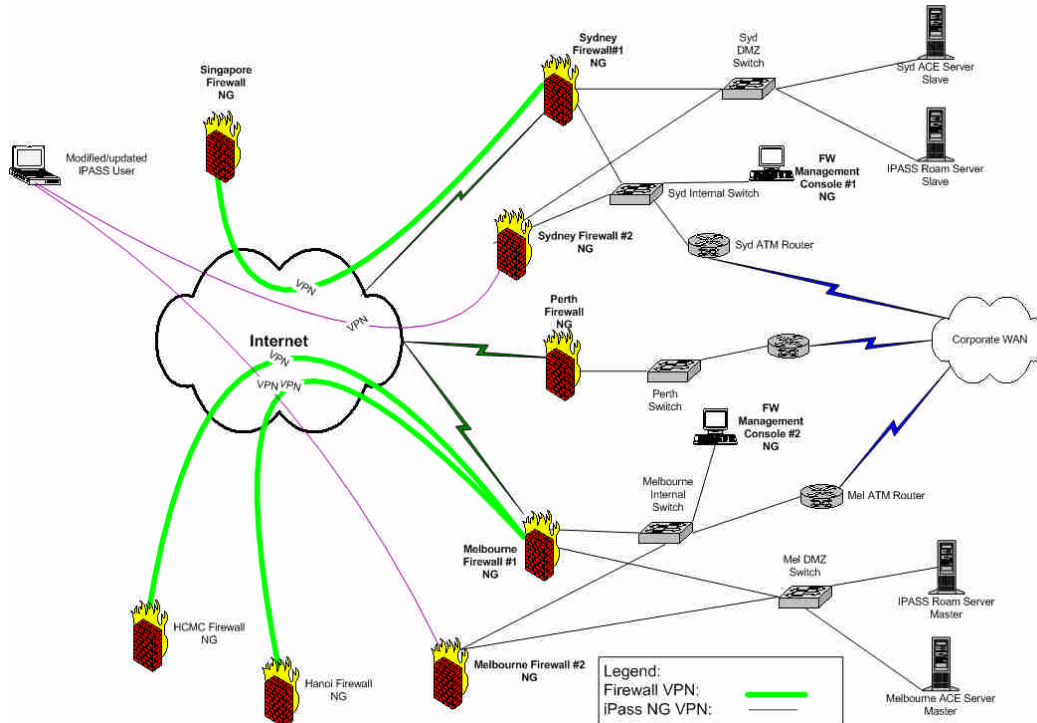 Sydney
Firewall#1
NG
Syd
DMZ
Switch
Syd ACE Server
Slave
Singapore
Firewall
NG
Modified/updated
IPASS User
FW
Management
Console #1
NG
IPASS Roam Server
Slave
Syd Internal Switch
Sydney Firewall #2
NG
Syd ATM Router
VPN
VPN
Perth
Firewall
NG
Internet
Corporate WAN
VPN
VPN
VPN
Perth
Switch
FW
Management
Console #2
NG
Melbourne
Internal
Switch
Mel ATM Router
Melbourne
Firewall #1
NG
Mel DMZ
Switch
IPASS Roam Server
Master
HCMC Firewall
NG
Hanoi Firewall
NG
Melbourne Firewall #2
NG
Legend:
Firewall VPN:
iPass NG VPN:
Melbourne ACE Server
Master